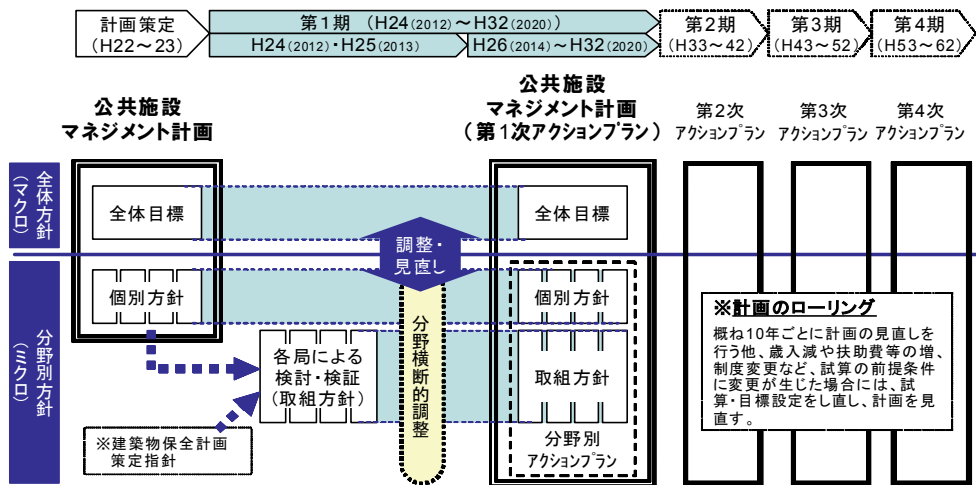 計画策定
(H22～23)
第1期 (H24(2012)～H32(2020))
H24(2012)・H25(2013)
H26(2014)～H32(2020)
第2期
(H33～42)
第3期
(H43～52)
第4期
(H53～62)
公共施設
マネジメント計画
公共施設
マネジメント計画
(第1次アクションプラン)
第2次
アクションプラン
第3次
アクションプラン
第4次
アクションプラン
全体方針
(マクロ)
全体目標
全体目標
調整・
見直し
分野別方針
(ミクロ)
個別方針
個別方針
各局による
検討・検証
(取組方針)
分野横断的調整
取組方針
分野別
アクションプラン
※建築物保全計画
策定指針
※計画のローリング
概ね10年ごとに計画の見直しを
行う他、歳入減や扶助費等の増、
制度変更など、試算の前提条件
に変更が生じた場合には、試
算・目標設定をし直し、計画を見
直す。